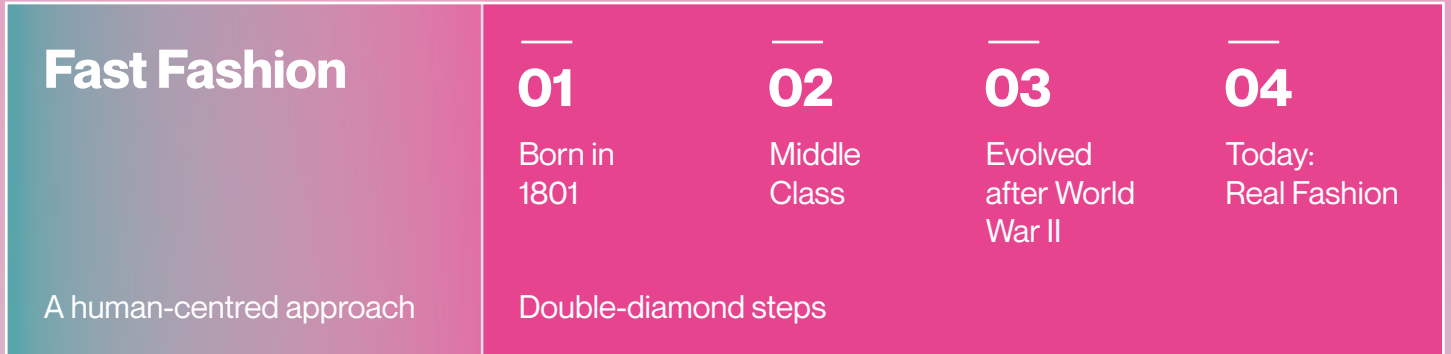 Fast Fashion
A human-centred approach
01
Born in
1801
02
Middle
Class
03
Evolved
after World
War II
04
Today:
Real Fashion
Double-diamond steps